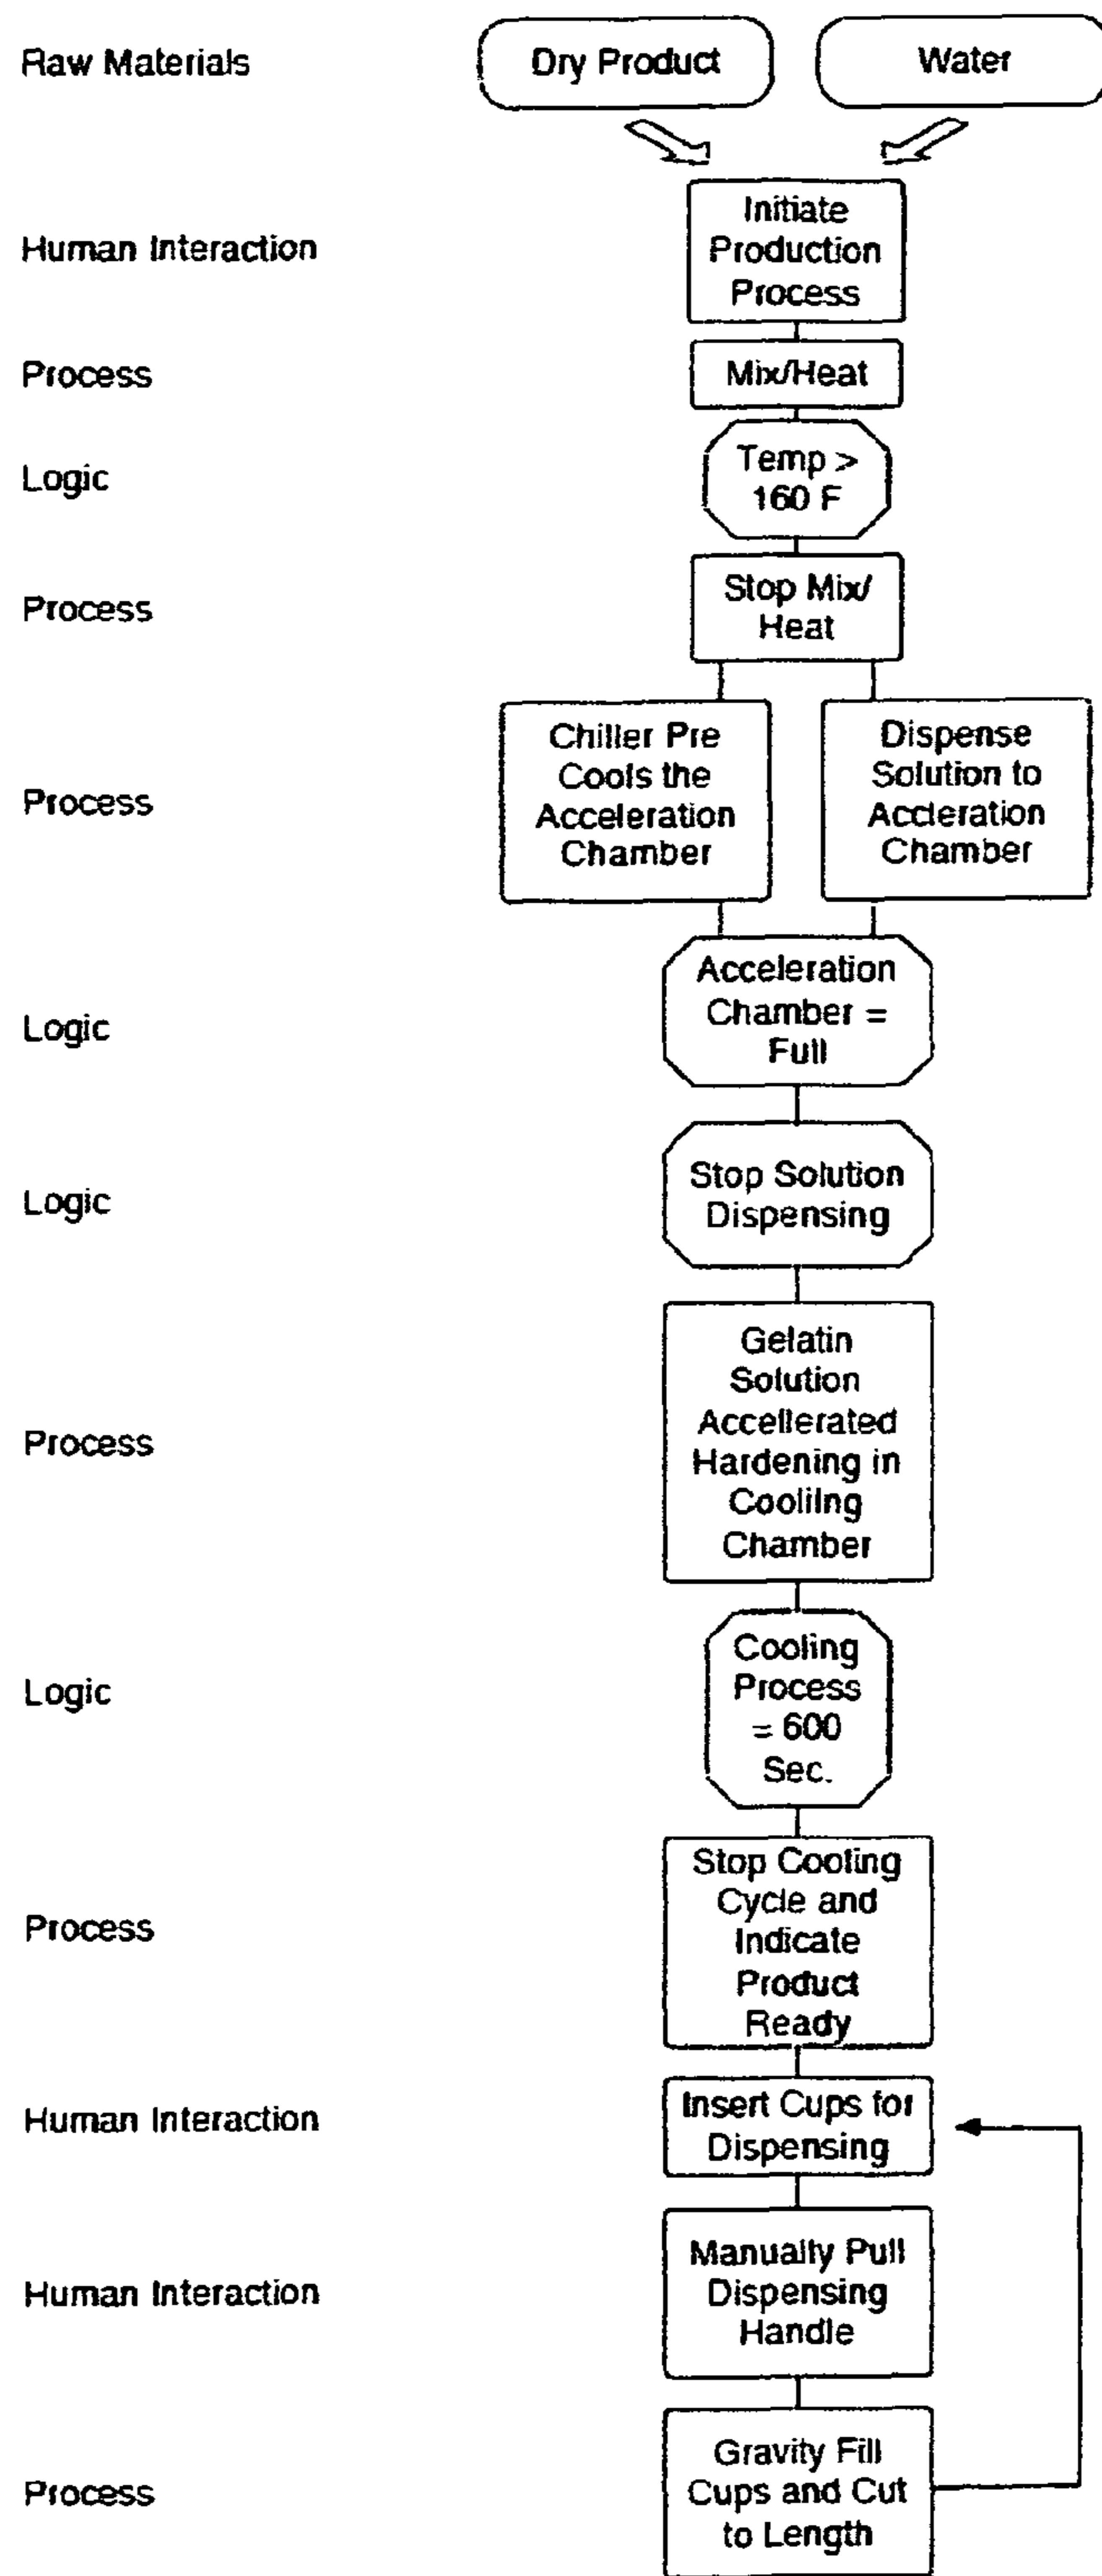 Raw Materials
Dry Product
Water
Human Interaction
Initiate
Production
Process
Process
Mix/Heat
Logic
Temp >
160 F
Process
Stop Mix/
Heat
Process
Chiller Pre
Cools the
Acceleration
Chamber
Dispense
Solution to
Accleration
Chamber
Logic
Acceleration
Chamber =
Full
Logic
Stop Solution
Dispensing
Process
Gelatin
Solution
Accellerated
Hardening in
Coolilng
Chamber
Logic
Cooling
Process
= 600
Sec.
Process
Stop Cooling
Cycle and
Indicate
Product
Ready
Human Interaction
Insert Cups for
Dispensing
Human Interaction
Manually Pull
Dispensing
Handle
Process
Gravity Fill
Cups and Cut
to Length